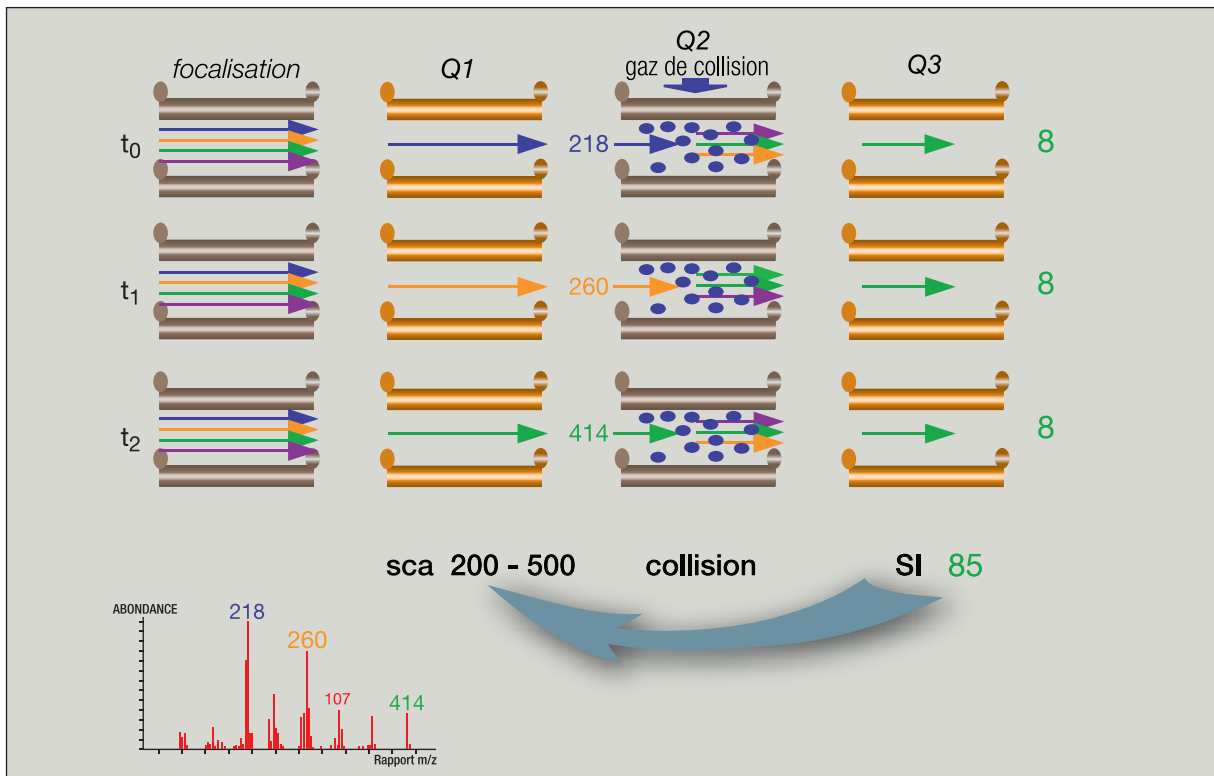 focalisation Q1 Q2 Q3
gaz de collision
t0 218 8
t1 260 8
t2 414 8
sca 200 - 500 collision SI 85
ABONDANCE
218
260
107
414
Rapport m/z